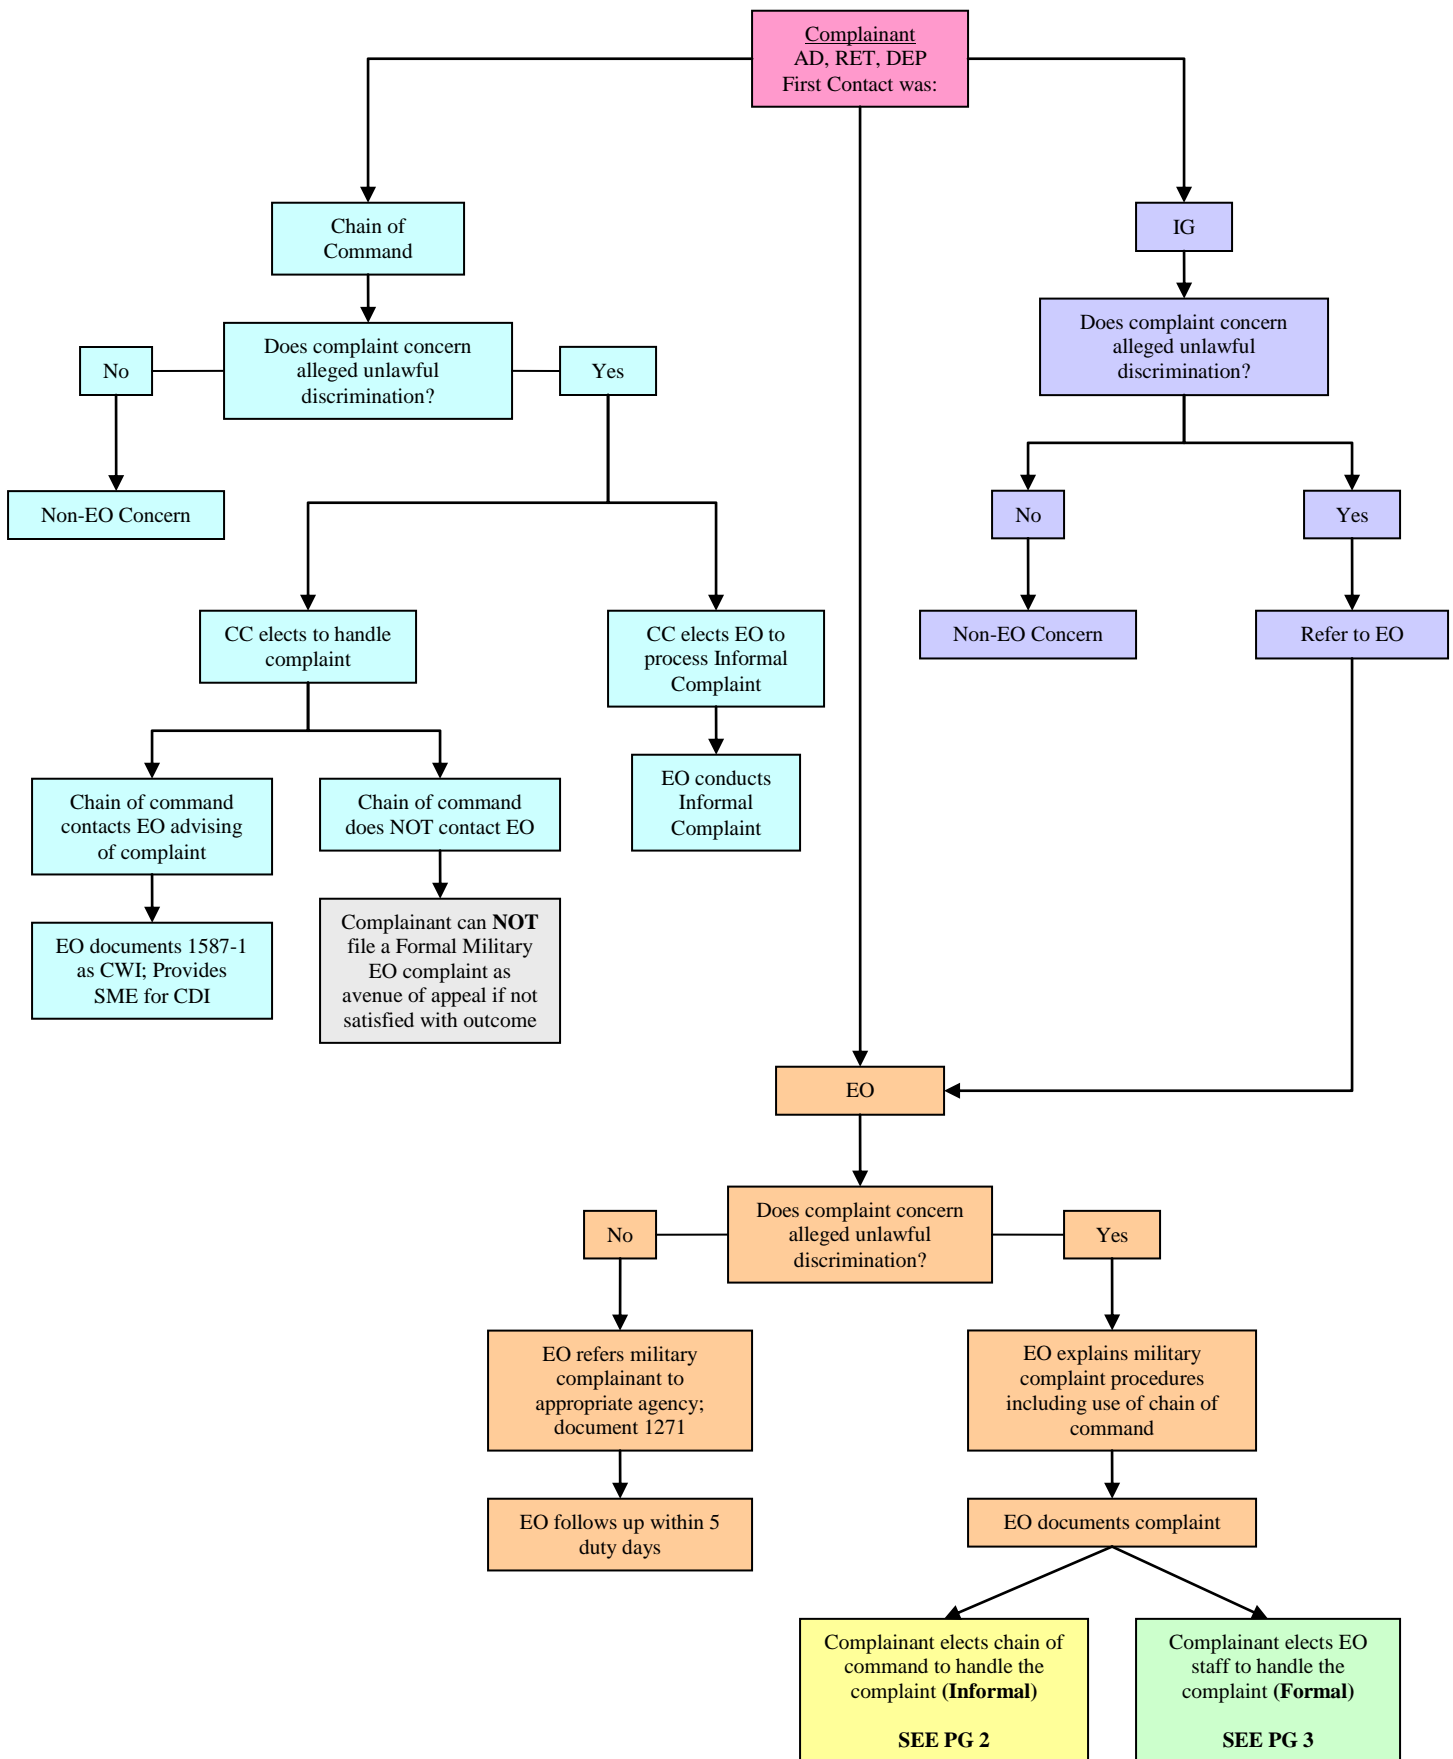 Complainant
AD, RET, DEP
First Contact was:
Chain of
Command
IG
Does complaint concern
alleged unlawful
discrimination?
No
Yes
Does complaint concern
alleged unlawful
discrimination?
Non-EO Concern
No
Yes
CC elects to handle
complaint
CC elects EO to
process Informal
Complaint
Non-EO Concern
Refer to EO
Chain of command
contacts EO advising
of complaint
Chain of command
does NOT contact EO
EO conducts
Informal
Complaint
EO documents 1587-1
as CWI; Provides
SME for CDI
Complainant can NOT
file a Formal Military
EO complaint as
avenue of appeal if not
satisfied with outcome
EO
Does complaint concern
alleged unlawful
discrimination?
No
Yes
EO refers military
complainant to
appropriate agency;
document 1271
EO explains military
complaint procedures
including use of chain of
command
EO follows up within 5
duty days
EO documents complaint
Complainant elects chain of
command to handle the
complaint (Informal)
SEE PG 2
Complainant elects EO
staff to handle the
complaint (Formal)
SEE PG 3